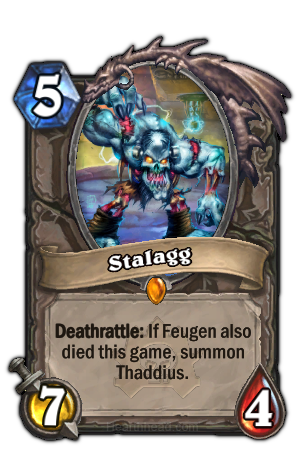 5
Stalagg
Deathrattle: If Feugen also
died this game, summon
Thaddius.
7
4